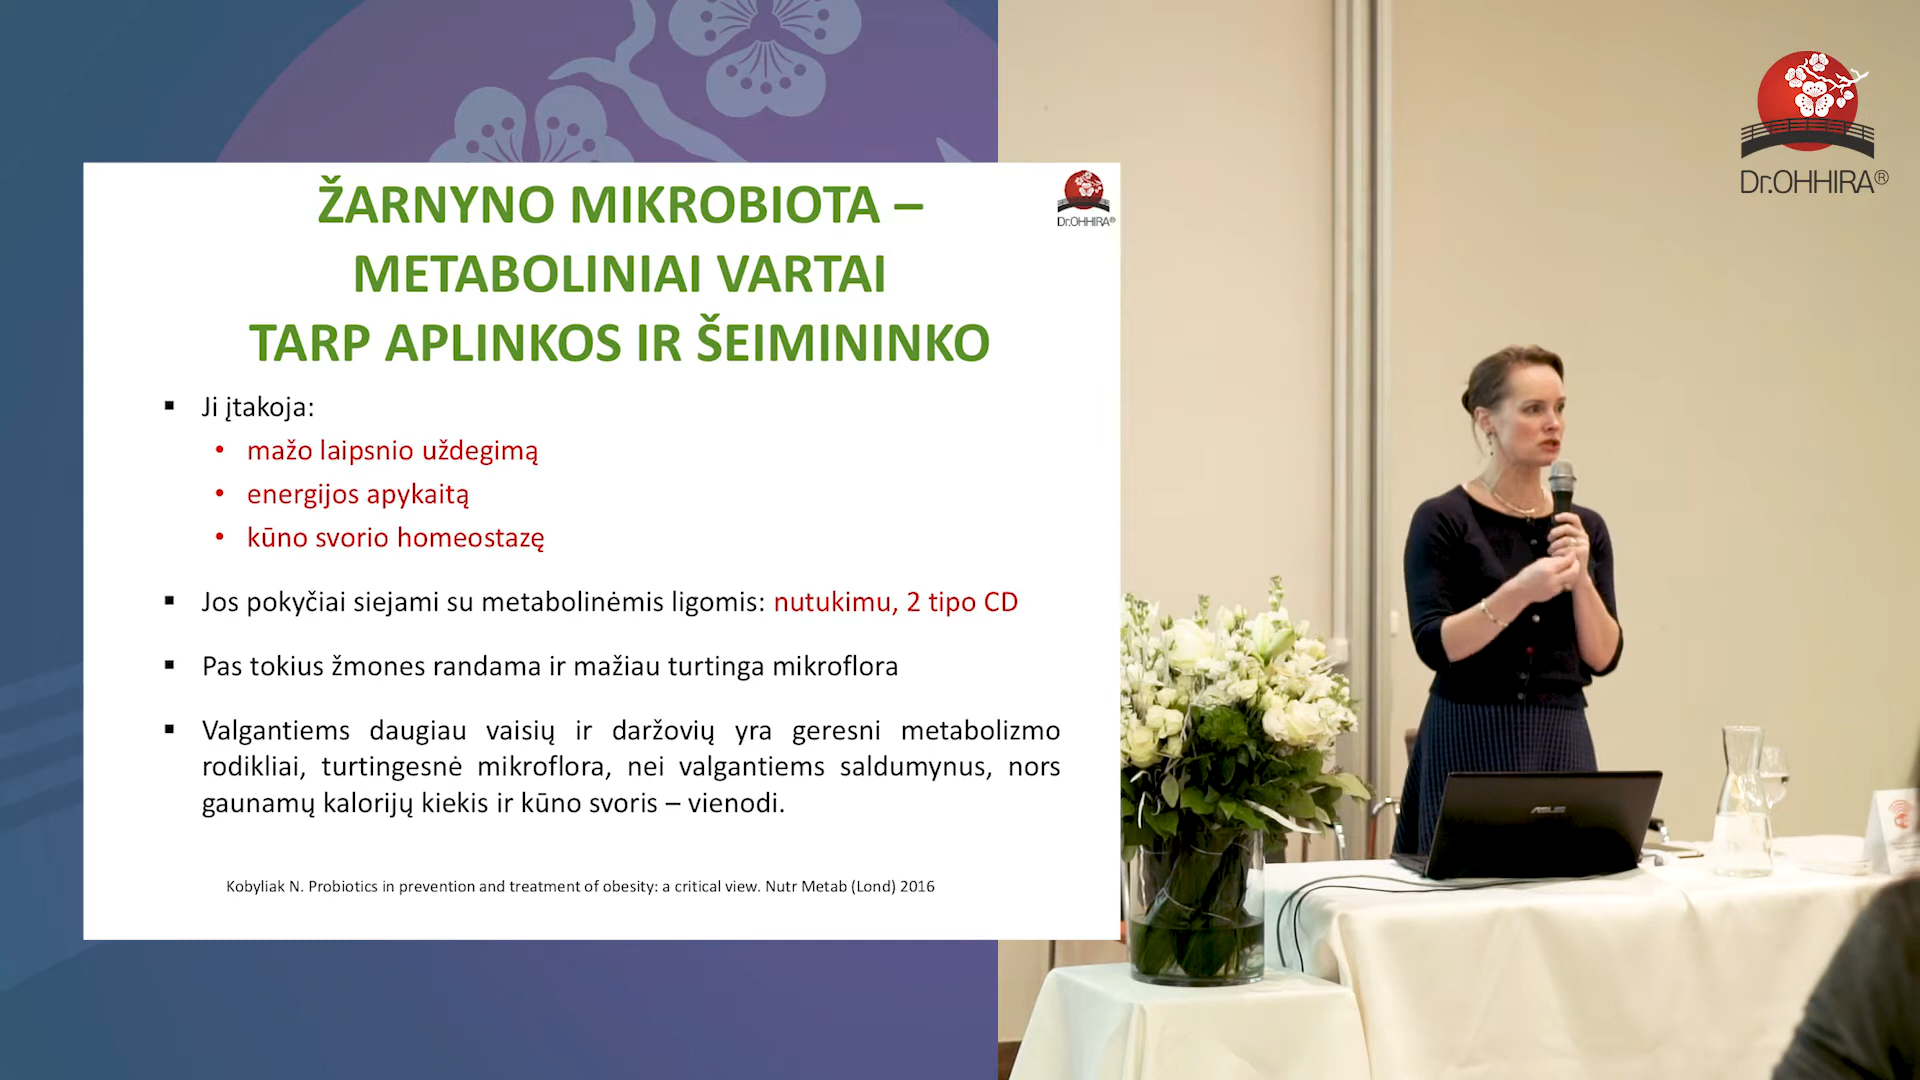 ŽARNYNO MIKROBIOTA –
METABOLINIAI VARTAI
TARP APLINKOS IR ŠEIMININKO
Dr.OHHIRA®
▪ Ji įtakoja:
• mažo laipsnio uždegimą
• energijos apykaitą
• kūno svorio homeostazę
▪ Jos pokyčiai siejami su metabolinėmis ligomis: nutukimu, 2 tipo CD
▪ Pas tokius žmones randama ir mažiau turtinga mikroflora
▪ Valgantiems daugiau vaisių ir daržovių yra geresni metabolizmo
rodikliai, turtingesnė mikroflora, nei valgantiems saldumynus, nors
gaunamų kalorijų kiekis ir kūno svoris – vienodi.
Kobyliak N. Probiotics in prevention and treatment of obesity: a critical view. Nutr Metab (Lond) 2016
Dr.OHHIRA®
ASUS